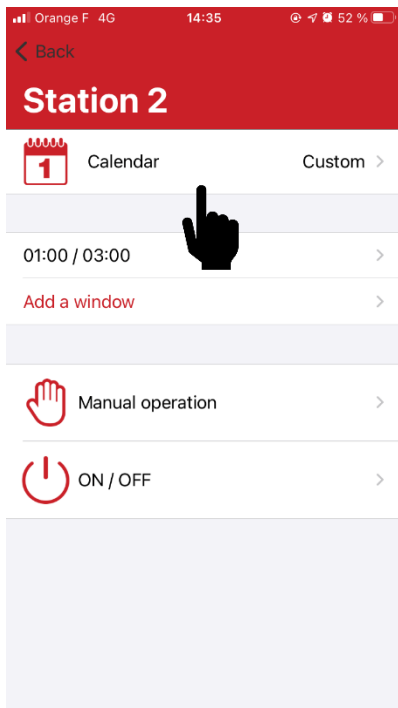 Orange F 4G 14:35 52 %
Back
Station 2
1 Calendar Custom
01:00 / 03:00
Add a window
Manual operation
ON / OFF